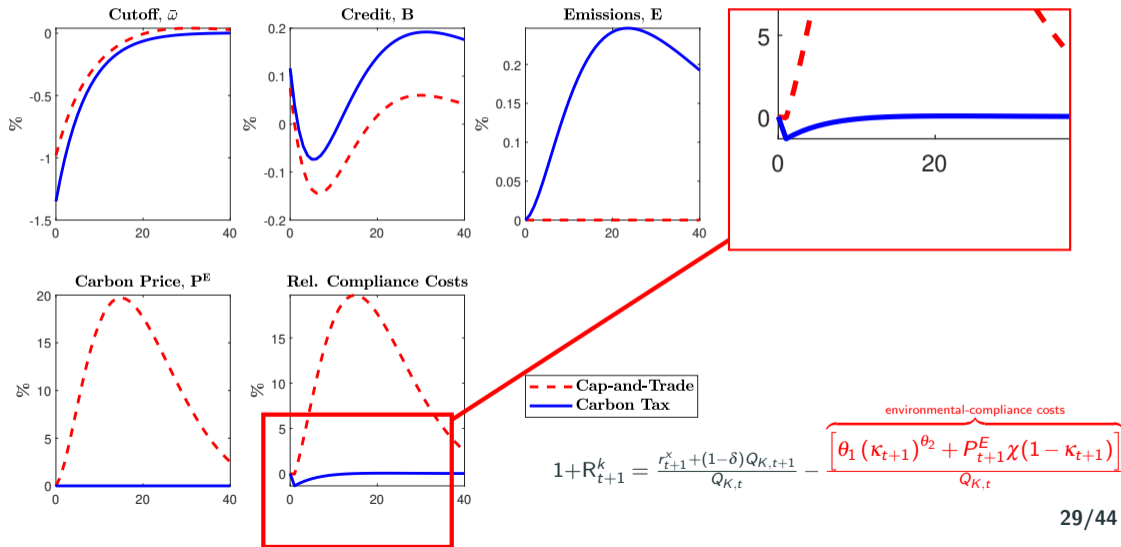 Cutoff, ω̄
Credit, B
Emissions, E
%
0
-0.5
-1
-1.5
0 20 40
%
0.2
0.1
0
-0.1
-0.2
0 20 40
%
0.2
0.15
0.1
0.05
0
0 20 40
5
0
0 20
Carbon Price, Pᴱ
Rel. Compliance Costs
%
20
15
10
5
0
0 20 40
%
15
10
5
0
0 20 40
Cap-and-Trade
Carbon Tax
environmental-compliance costs
1+R^k_{t+1} = \frac{r^x_{t+1}+(1-δ)Q_{K,t+1}}{Q_{K,t}} - \frac{[θ_1 (κ_{t+1})^{θ_2} + P^E_{t+1}χ(1-κ_{t+1})]}{Q_{K,t}}
29/44